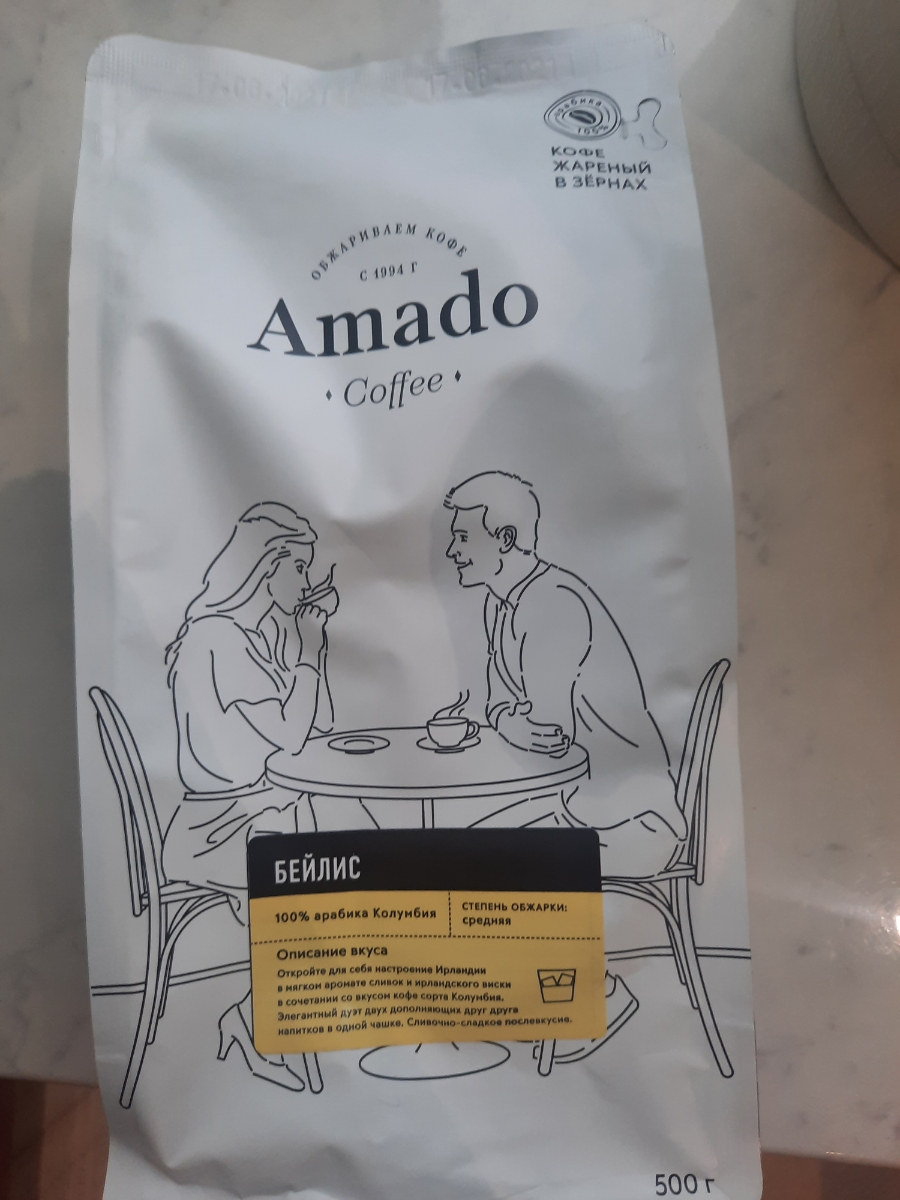 арабика
100%
КОФЕ
ЖАРЕНЫЙ
В ЗЁРНАХ
ОБЖАРИВАЕМ КОФЕ
С 1994 Г
Amado
Coffee
БЕЙЛИС
100% арабика Колумбия
СТЕПЕНЬ ОБЖАРКИ:
средняя
Описание вкуса
Откройте для себя настроение Ирландии
в мягком аромате сливок и ирландского виски
в сочетании со вкусом кофе сорта Колумбия.
Элегантный дуэт двух дополняющих друг друга
напитков в одной чашке. Сливочно-сладкое послевкусие.
500 г